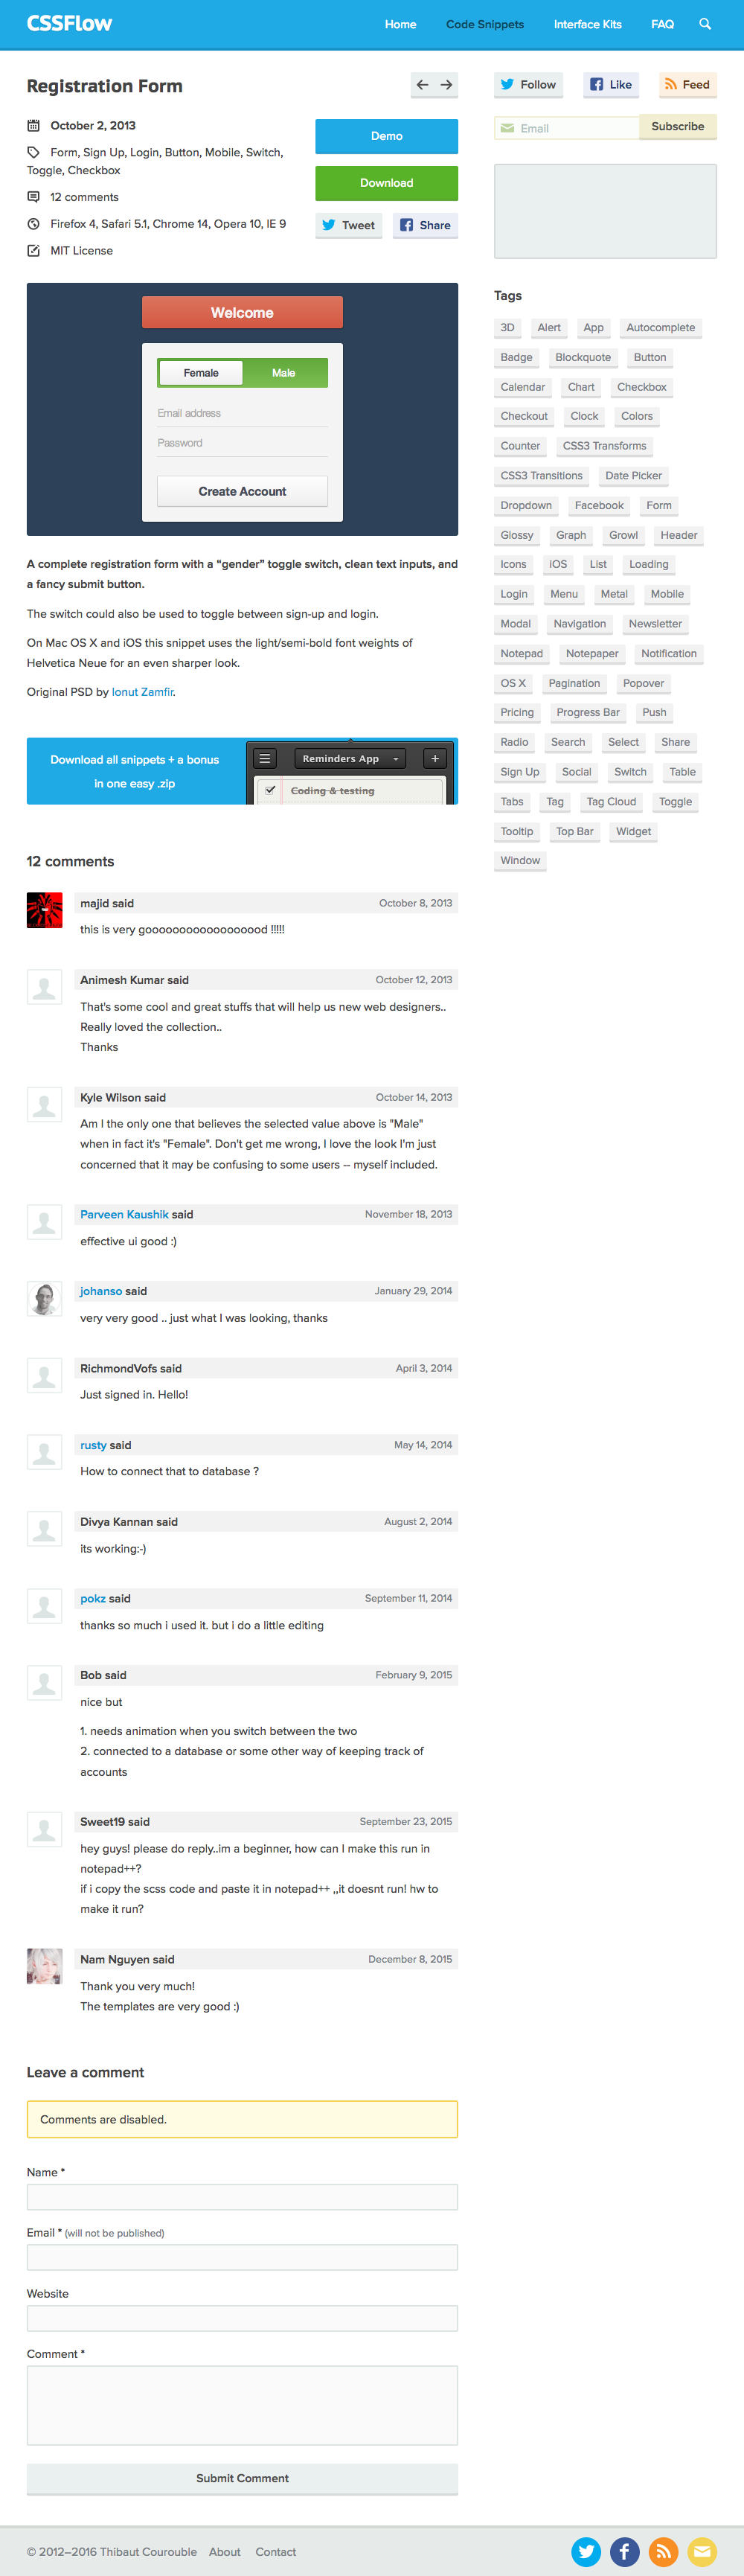 CSSFlow
Home Code Snippets Interface Kits FAQ
Registration Form
October 2, 2013
Form, Sign Up, Login, Button, Mobile, Switch,
Toggle, Checkbox
12 comments
Firefox 4, Safari 5.1, Chrome 14, Opera 10, IE 9
MIT License
Demo
Download
Tweet Share
Welcome
Female Male
Email address
Password
Create Account
A complete registration form with a “gender” toggle switch, clean text inputs, and
a fancy submit button.
The switch could also be used to toggle between sign-up and login.
On Mac OS X and iOS this snippet uses the light/semi-bold font weights of
Helvetica Neue for an even sharper look.
Original PSD by Ionut Zamfir.
Download all snippets + a bonus
in one easy .zip
Reminders App
Coding & testing
12 comments
majid said October 8, 2013
this is very goooooooooooooooood !!!!!
Animesh Kumar said October 12, 2013
That's some cool and great stuffs that will help us new web designers..
Really loved the collection..
Thanks
Kyle Wilson said October 14, 2013
Am I the only one that believes the selected value above is "Male"
when in fact it's "Female". Don't get me wrong, I love the look I'm just
concerned that it may be confusing to some users -- myself included.
Parveen Kaushik said November 18, 2013
effective ui good :)
johanso said January 29, 2014
very very good .. just what I was looking, thanks
RichmondVofs said April 3, 2014
Just signed in. Hello!
rusty said May 14, 2014
How to connect that to database ?
Divya Kannan said August 2, 2014
its working:-)
pokz said September 11, 2014
thanks so much i used it. but i do a little editing
Bob said February 9, 2015
nice but
1. needs animation when you switch between the two
2. connected to a database or some other way of keeping track of
accounts
Sweet19 said September 23, 2015
hey guys! please do reply..im a beginner, how can I make this run in
notepad++?
if i copy the scss code and paste it in notepad++ ,,it doesnt run! hw to
make it run?
Nam Nguyen said December 8, 2015
Thank you very much!
The templates are very good :)
Leave a comment
Comments are disabled.
Name *
Email * (will not be published)
Website
Comment *
Submit Comment
Follow Like Feed
Email Subscribe
Tags
3D Alert App Autocomplete
Badge Blockquote Button
Calendar Chart Checkbox
Checkout Clock Colors
Counter CSS3 Transforms
CSS3 Transitions Date Picker
Dropdown Facebook Form
Glossy Graph Growl Header
Icons iOS List Loading
Login Menu Metal Mobile
Modal Navigation Newsletter
Notepad Notepaper Notification
OS X Pagination Popover
Pricing Progress Bar Push
Radio Search Select Share
Sign Up Social Switch Table
Tabs Tag Tag Cloud Toggle
Tooltip Top Bar Widget
Window
© 2012–2016 Thibaut Courouble About Contact